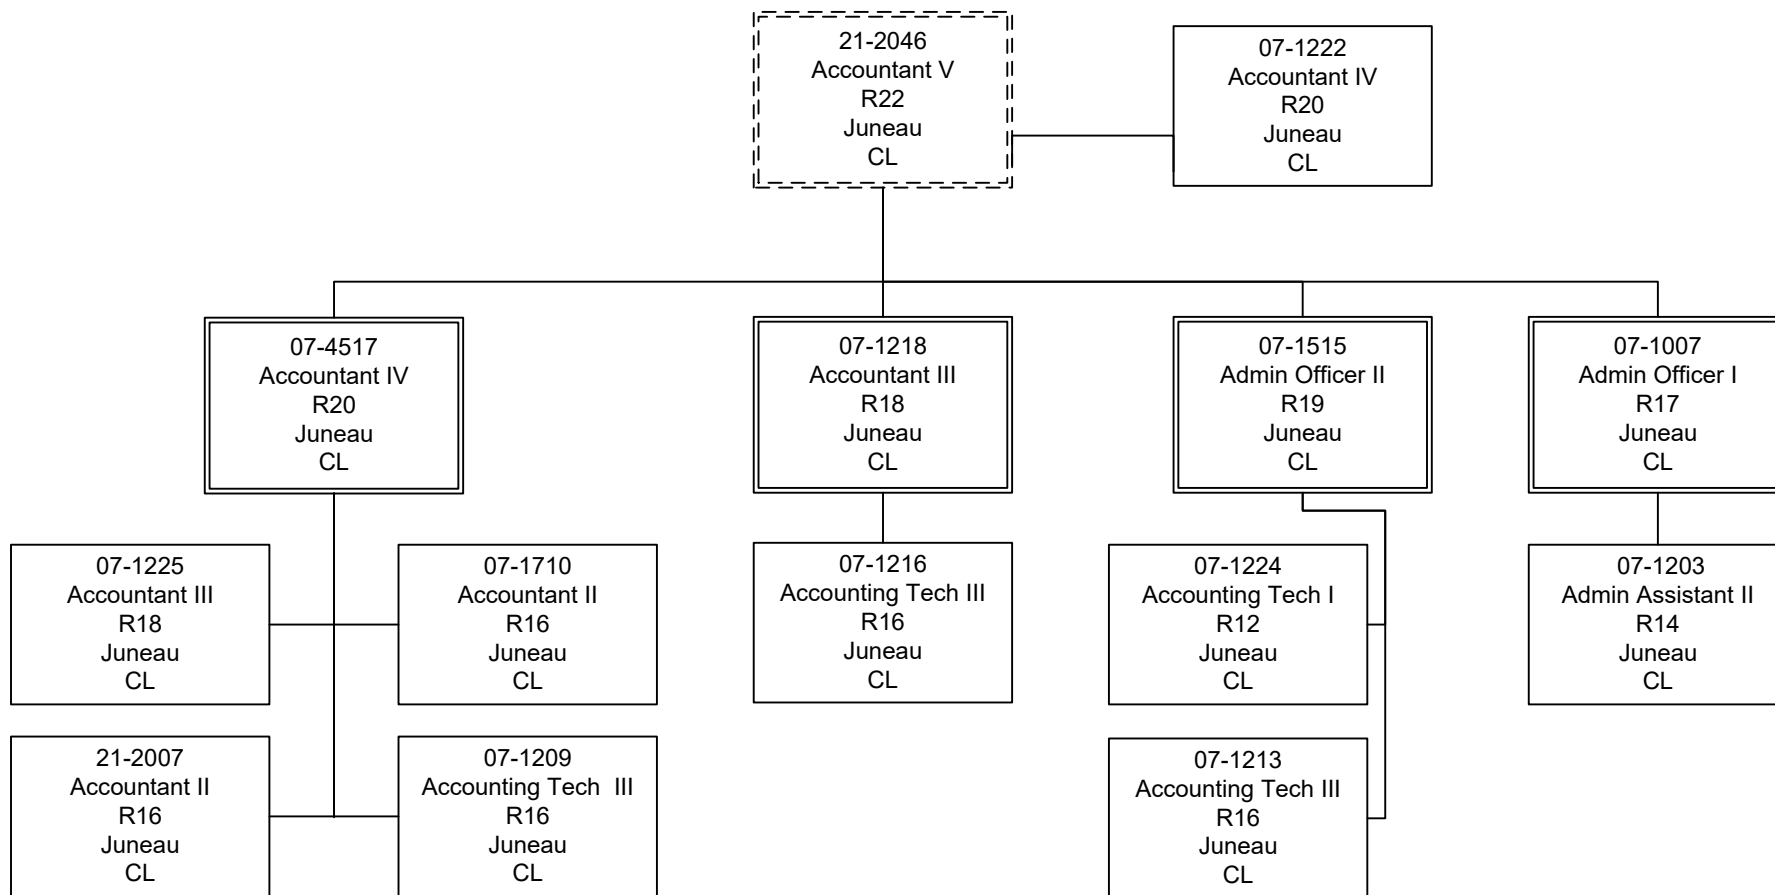 21-2046
Accountant V
R22
Juneau
CL
07-1222
Accountant IV
R20
Juneau
CL
07-4517
Accountant IV
R20
Juneau
CL
07-1218
Accountant III
R18
Juneau
CL
07-1515
Admin Officer II
R19
Juneau
CL
07-1007
Admin Officer I
R17
Juneau
CL
07-1225
Accountant III
R18
Juneau
CL
07-1710
Accountant II
R16
Juneau
CL
07-1216
Accounting Tech III
R16
Juneau
CL
07-1224
Accounting Tech I
R12
Juneau
CL
07-1203
Admin Assistant II
R14
Juneau
CL
21-2007
Accountant II
R16
Juneau
CL
07-1209
Accounting Tech  III
R16
Juneau
CL
07-1213
Accounting Tech III
R16
Juneau
CL